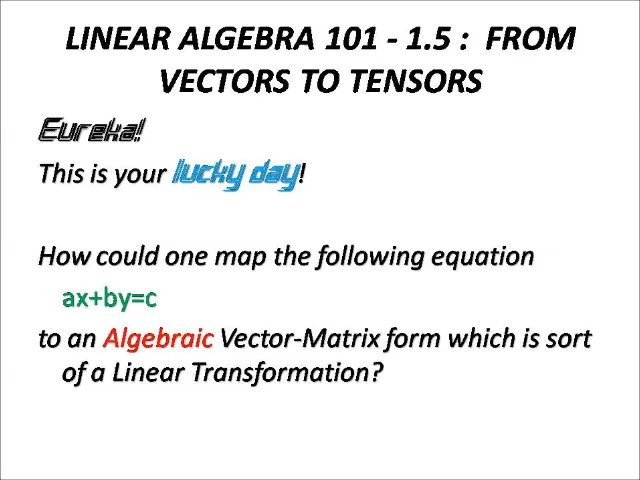 LINEAR ALGEBRA 101 - 1.5 : FROM
VECTORS TO TENSORS
Eureka!
This is your lucky day!
How could one map the following equation
ax+by=c
to an Algebraic Vector-Matrix form which is sort
of a Linear Transformation?